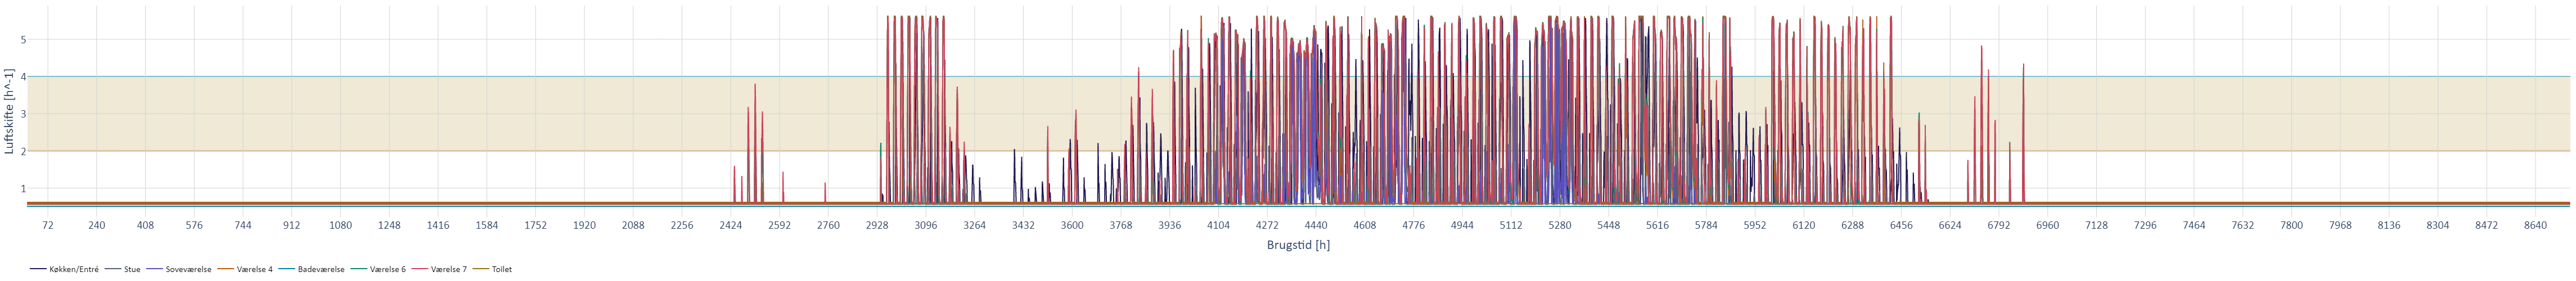 5
4
3
2
1
Luftskifte [h^-1]
72 240 408 576 744 912 1080 1248 1416 1584 1752 1920 2088 2256 2424 2592 2760 2928 3096 3264 3432 3600 3768 3936 4104 4272 4440 4608 4776 4944 5112 5280 5448 5616 5784 5952 6120 6288 6456 6624 6792 6960 7128 7296 7464 7632 7800 7968 8136 8304 8472 8640
Brugstid [h]
Køkken/Entré Stue Soveværelse Værelse 4 Badeværelse Værelse 6 Værelse 7 Toilet